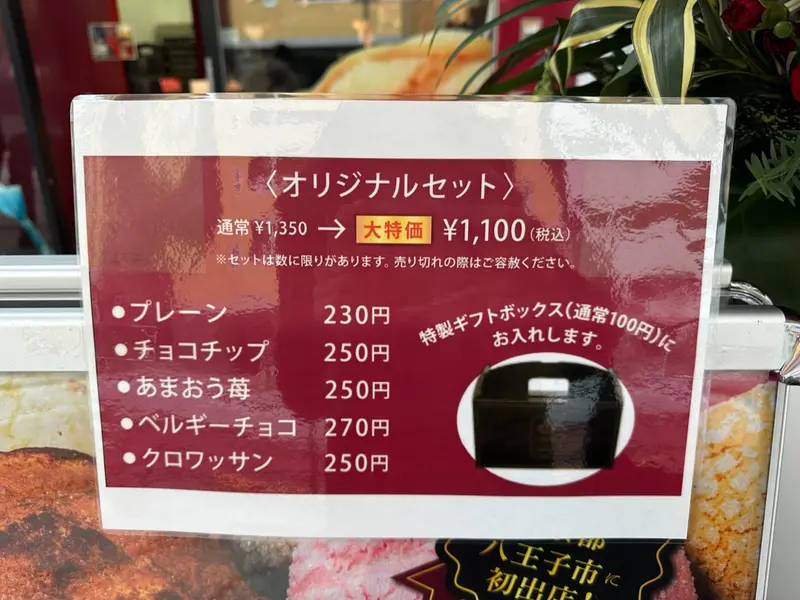 〈オリジナルセット〉
通常 ¥1,350 → 大特価 ¥1,100(税込)
※セットは数に限りがあります。売り切れの際はご容赦ください。
●プレーン 230円
●チョコチップ 250円
●あまおう苺 250円
●ベルギーチョコ 270円
●クロワッサン 250円
特製ギフトボックス(通常100円)に
お入れします。
八王子市に
初出店!